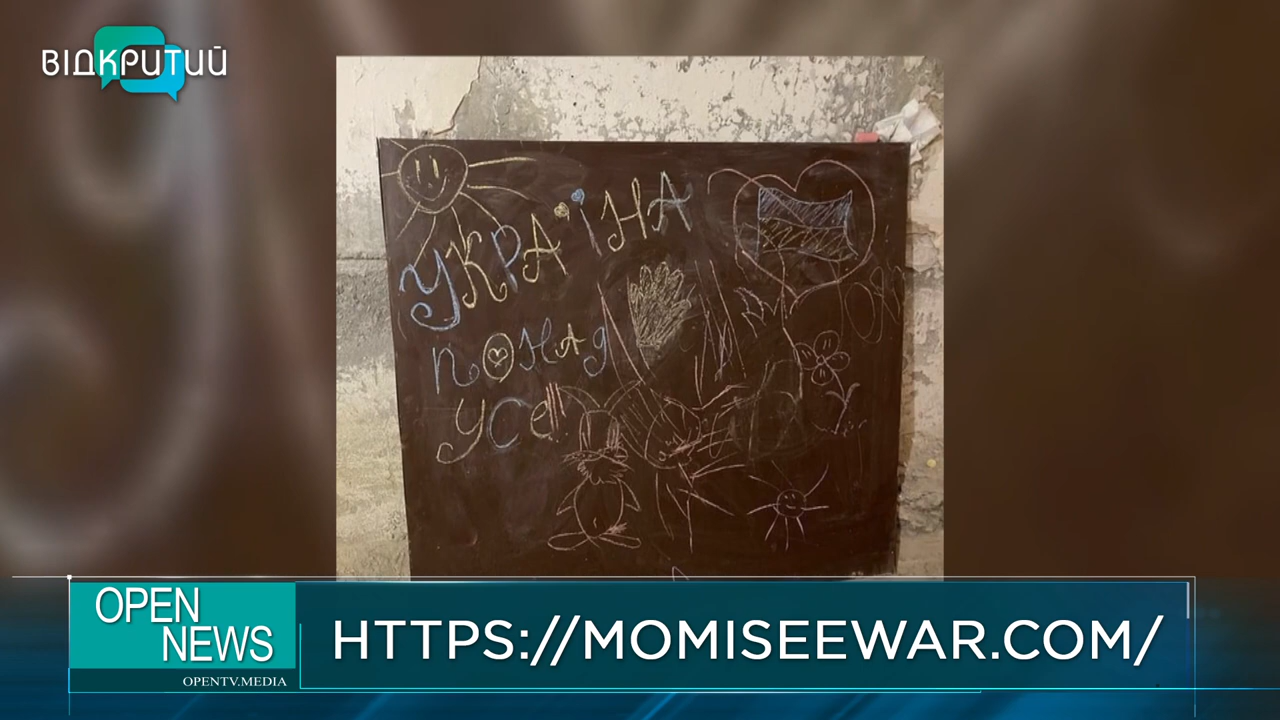 ВІДКРИТИЙ
УКРАЇНА
ПОНАД
УСЕ!!
OPEN
NEWS
OPENTV.MEDIA
HTTPS://MOMISEEWAR.COM/